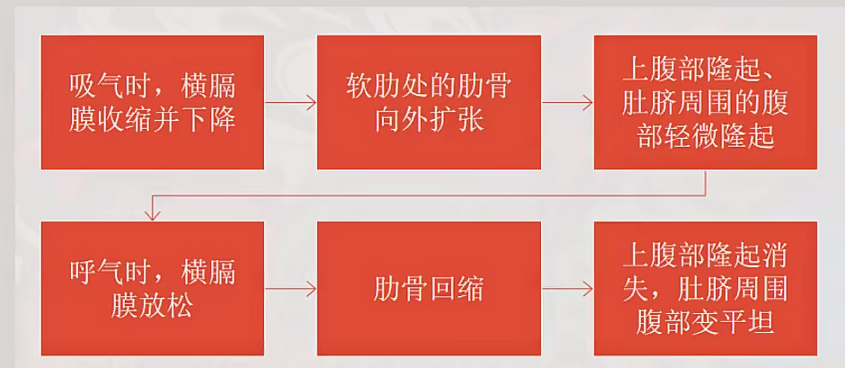 吸气时，横膈
膜收缩并下降
软肋处的肋骨
向外扩张
上腹部隆起、
肚脐周围的腹
部轻微隆起
呼气时，横膈
膜放松
肋骨回缩
上腹部隆起消
失，肚脐周围
腹部变平坦